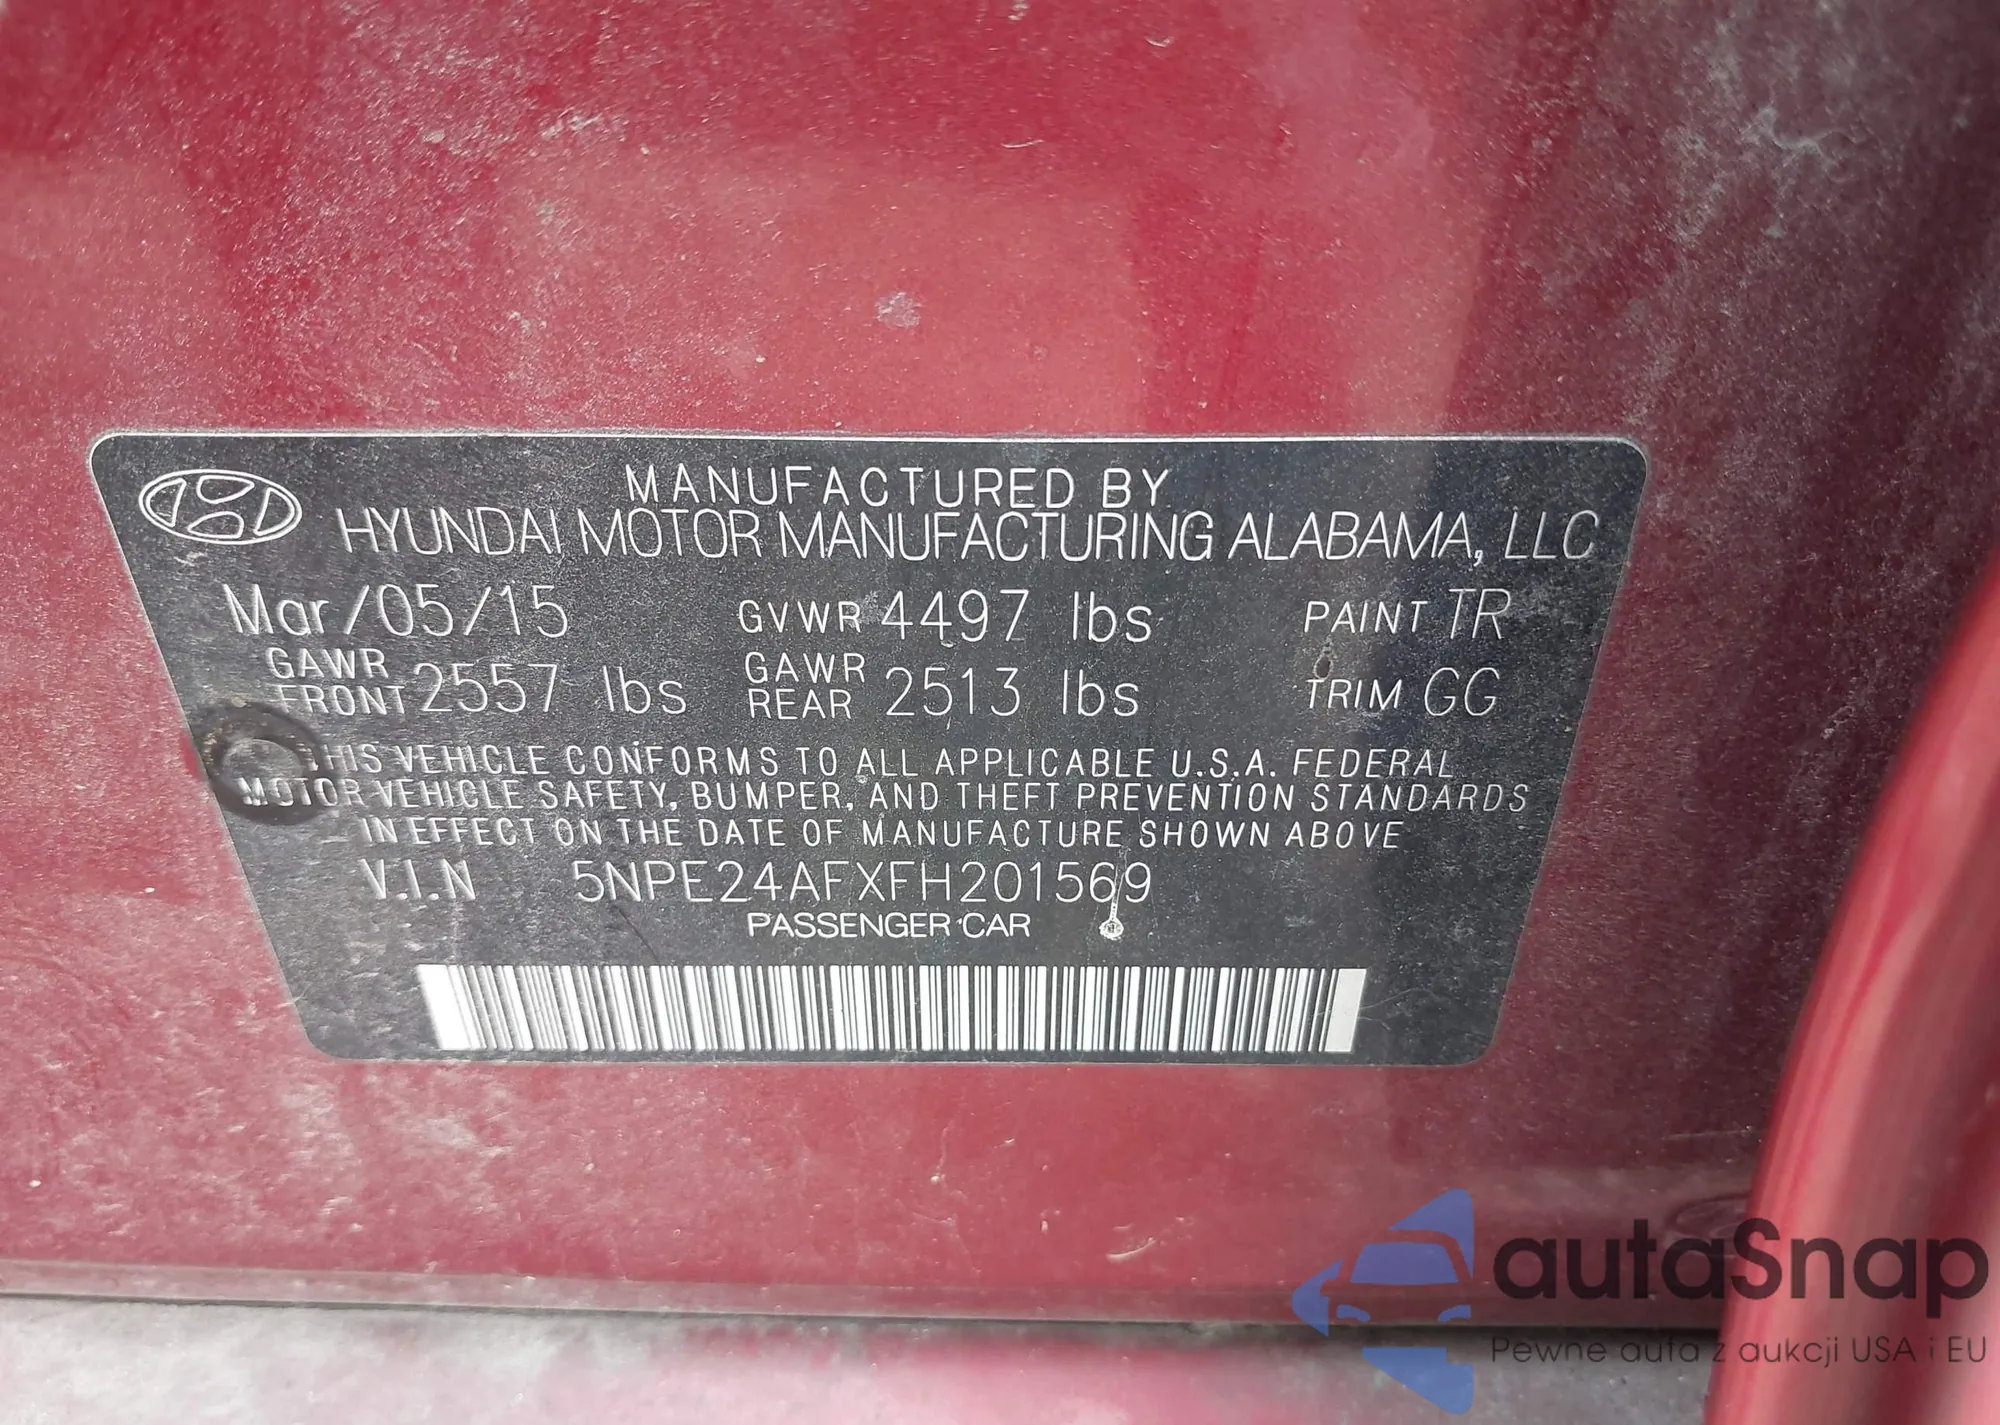 MANUFACTURED BY
HYUNDAI MOTOR MANUFACTURING ALABAMA, LLC
Mar/05/15 GVWR 4497 lbs PAINT TR
GAWR FRONT 2557 lbs GAWR REAR 2513 lbs TRIM GG
THIS VEHICLE CONFORMS TO ALL APPLICABLE U.S.A. FEDERAL
MOTOR VEHICLE SAFETY, BUMPER, AND THEFT PREVENTION STANDARDS
IN EFFECT ON THE DATE OF MANUFACTURE SHOWN ABOVE
V.I.N 5NPE24AFXFH201569
PASSENGER CAR
autaSnap
Pewne auta z aukcji USA i EU